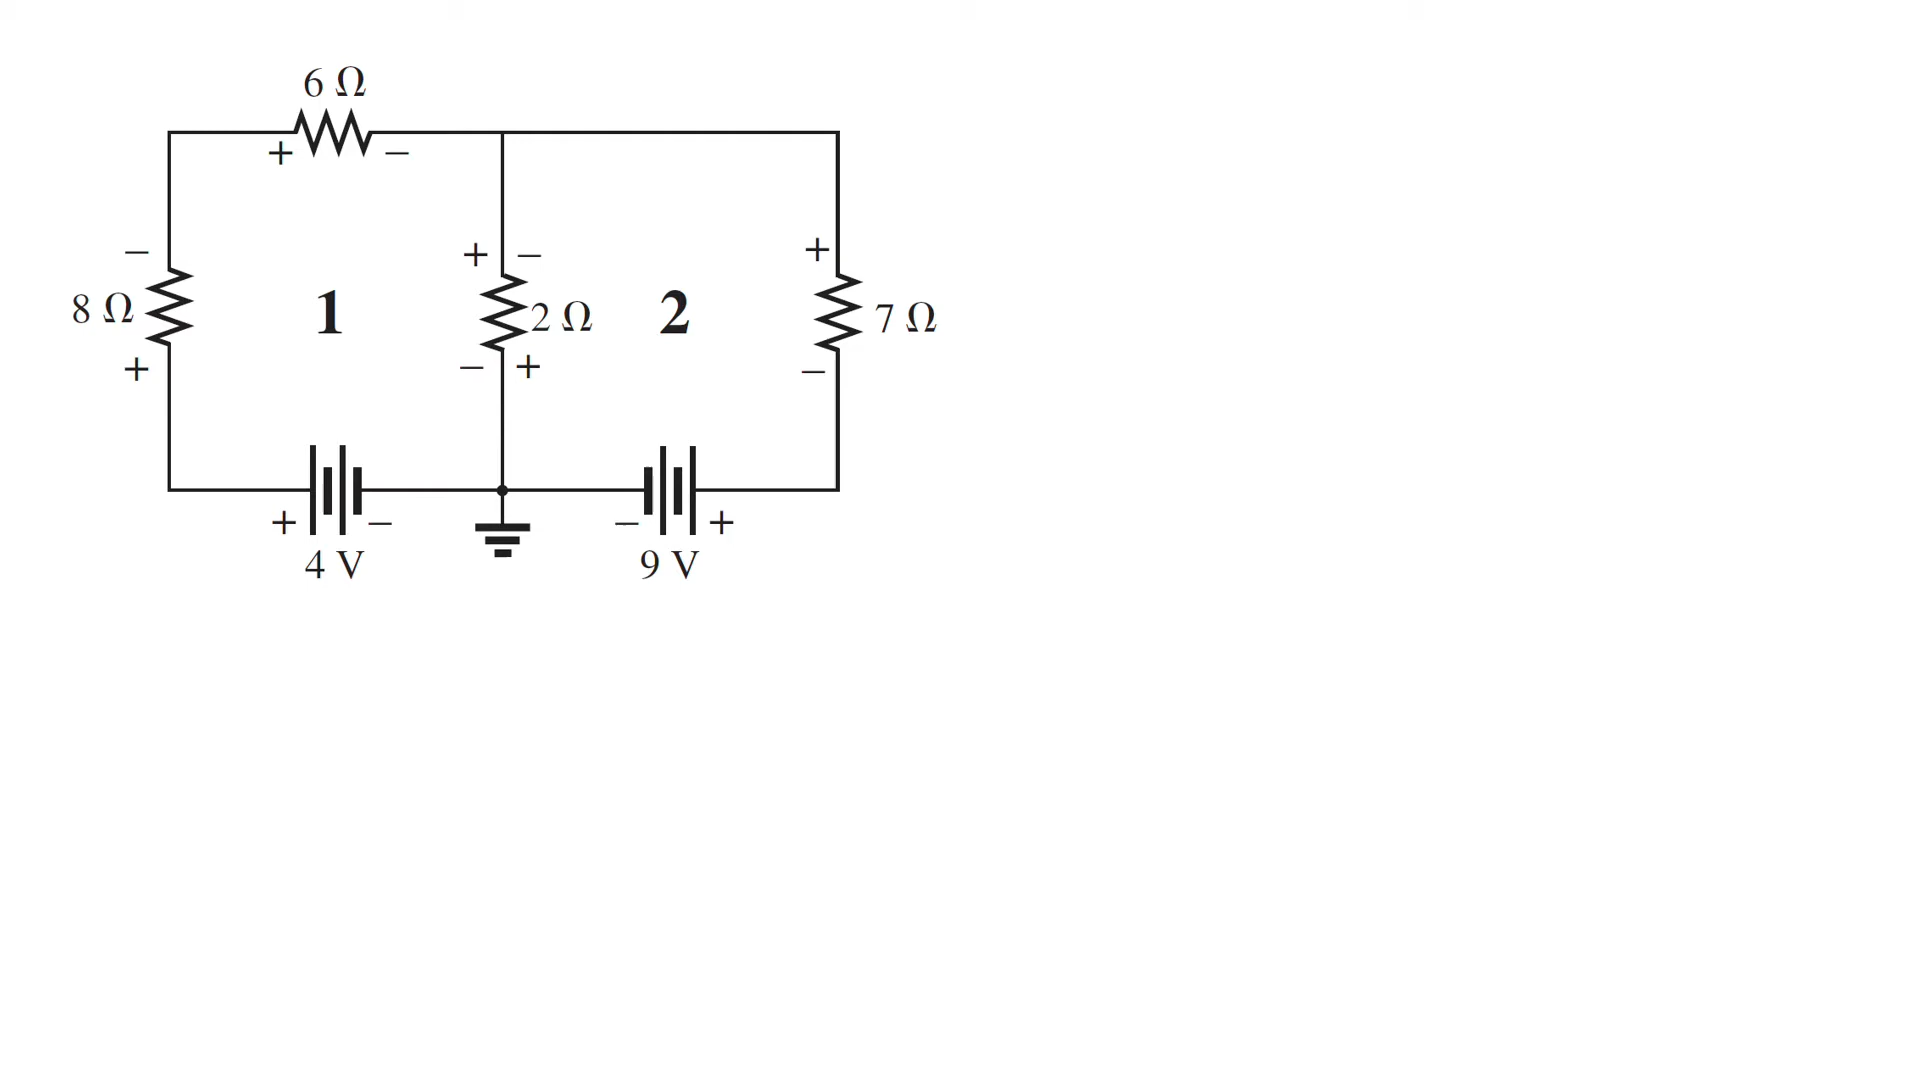 6 Ω
+ −
− + − +
8 Ω 1 2 Ω 2 7 Ω
+ − + −
+ − − +
4 V 9 V